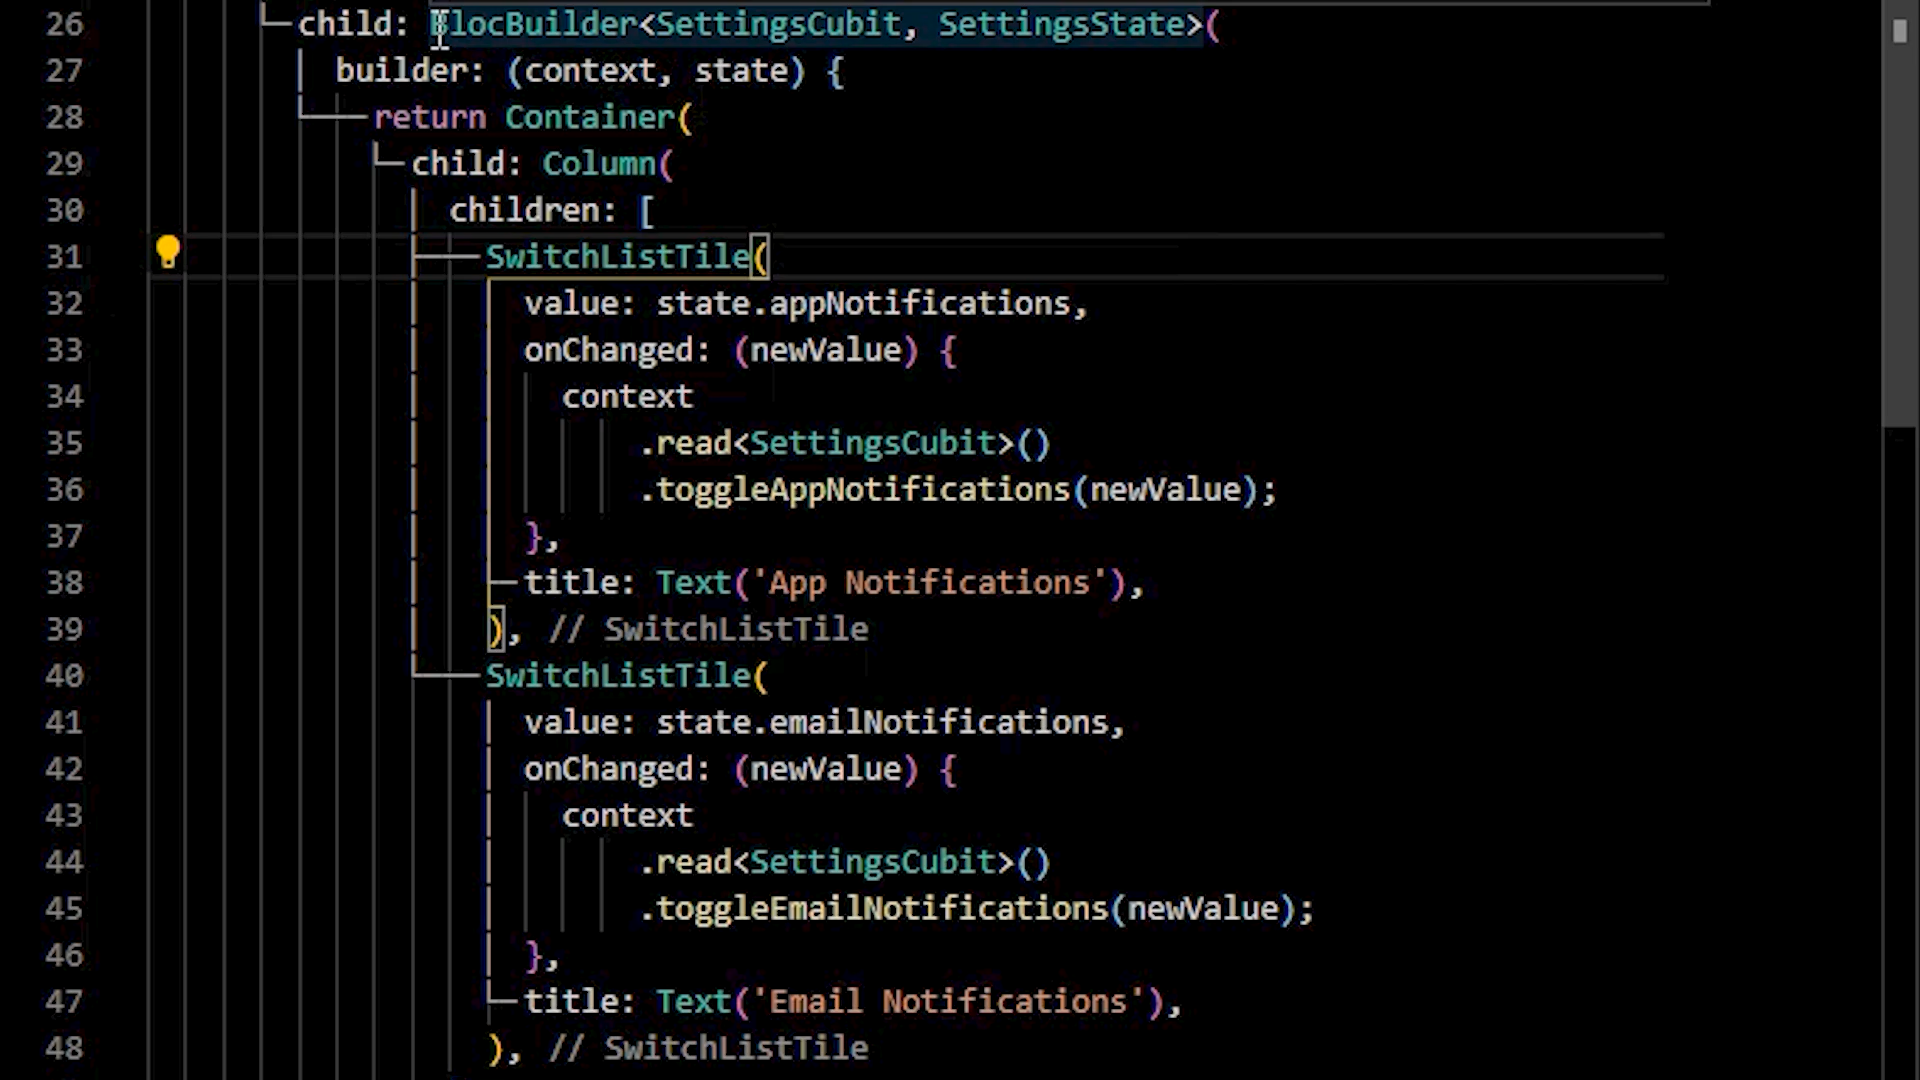 26 child: BlocBuilder<SettingsCubit, SettingsState>(
27 builder: (context, state) {
28 return Container(
29 child: Column(
30 children: [
31 SwitchListTile(
32 value: state.appNotifications,
33 onChanged: (newValue) {
34 context
35 .read<SettingsCubit>()
36 .toggleAppNotifications(newValue);
37 },
38 title: Text('App Notifications'),
39 ), // SwitchListTile
40 SwitchListTile(
41 value: state.emailNotifications,
42 onChanged: (newValue) {
43 context
44 .read<SettingsCubit>()
45 .toggleEmailNotifications(newValue);
46 },
47 title: Text('Email Notifications'),
48 ), // SwitchListTile